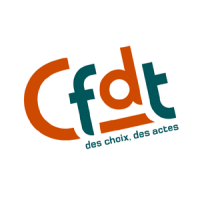 Cfdt
des choix, des actes